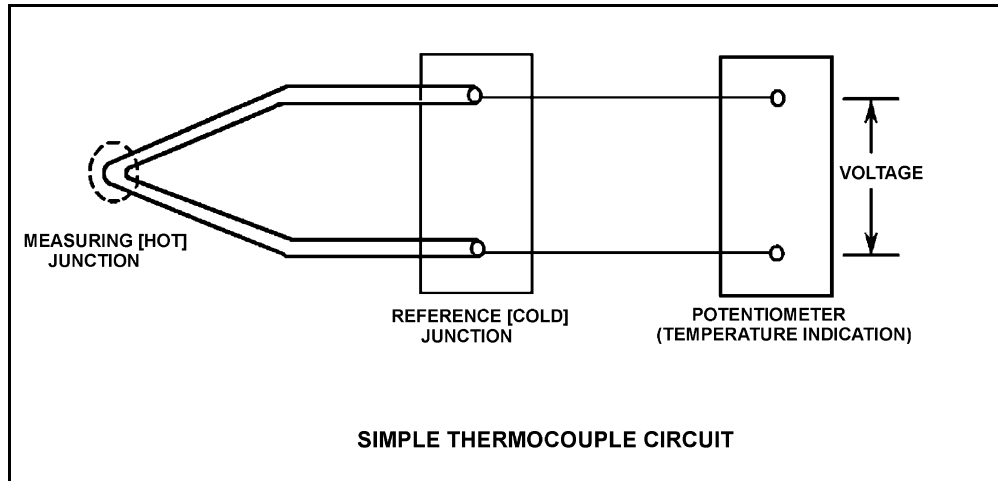 MEASURING [HOT]
JUNCTION
REFERENCE [COLD]
JUNCTION
POTENTIOMETER
(TEMPERATURE INDICATION)
VOLTAGE
SIMPLE THERMOCOUPLE CIRCUIT